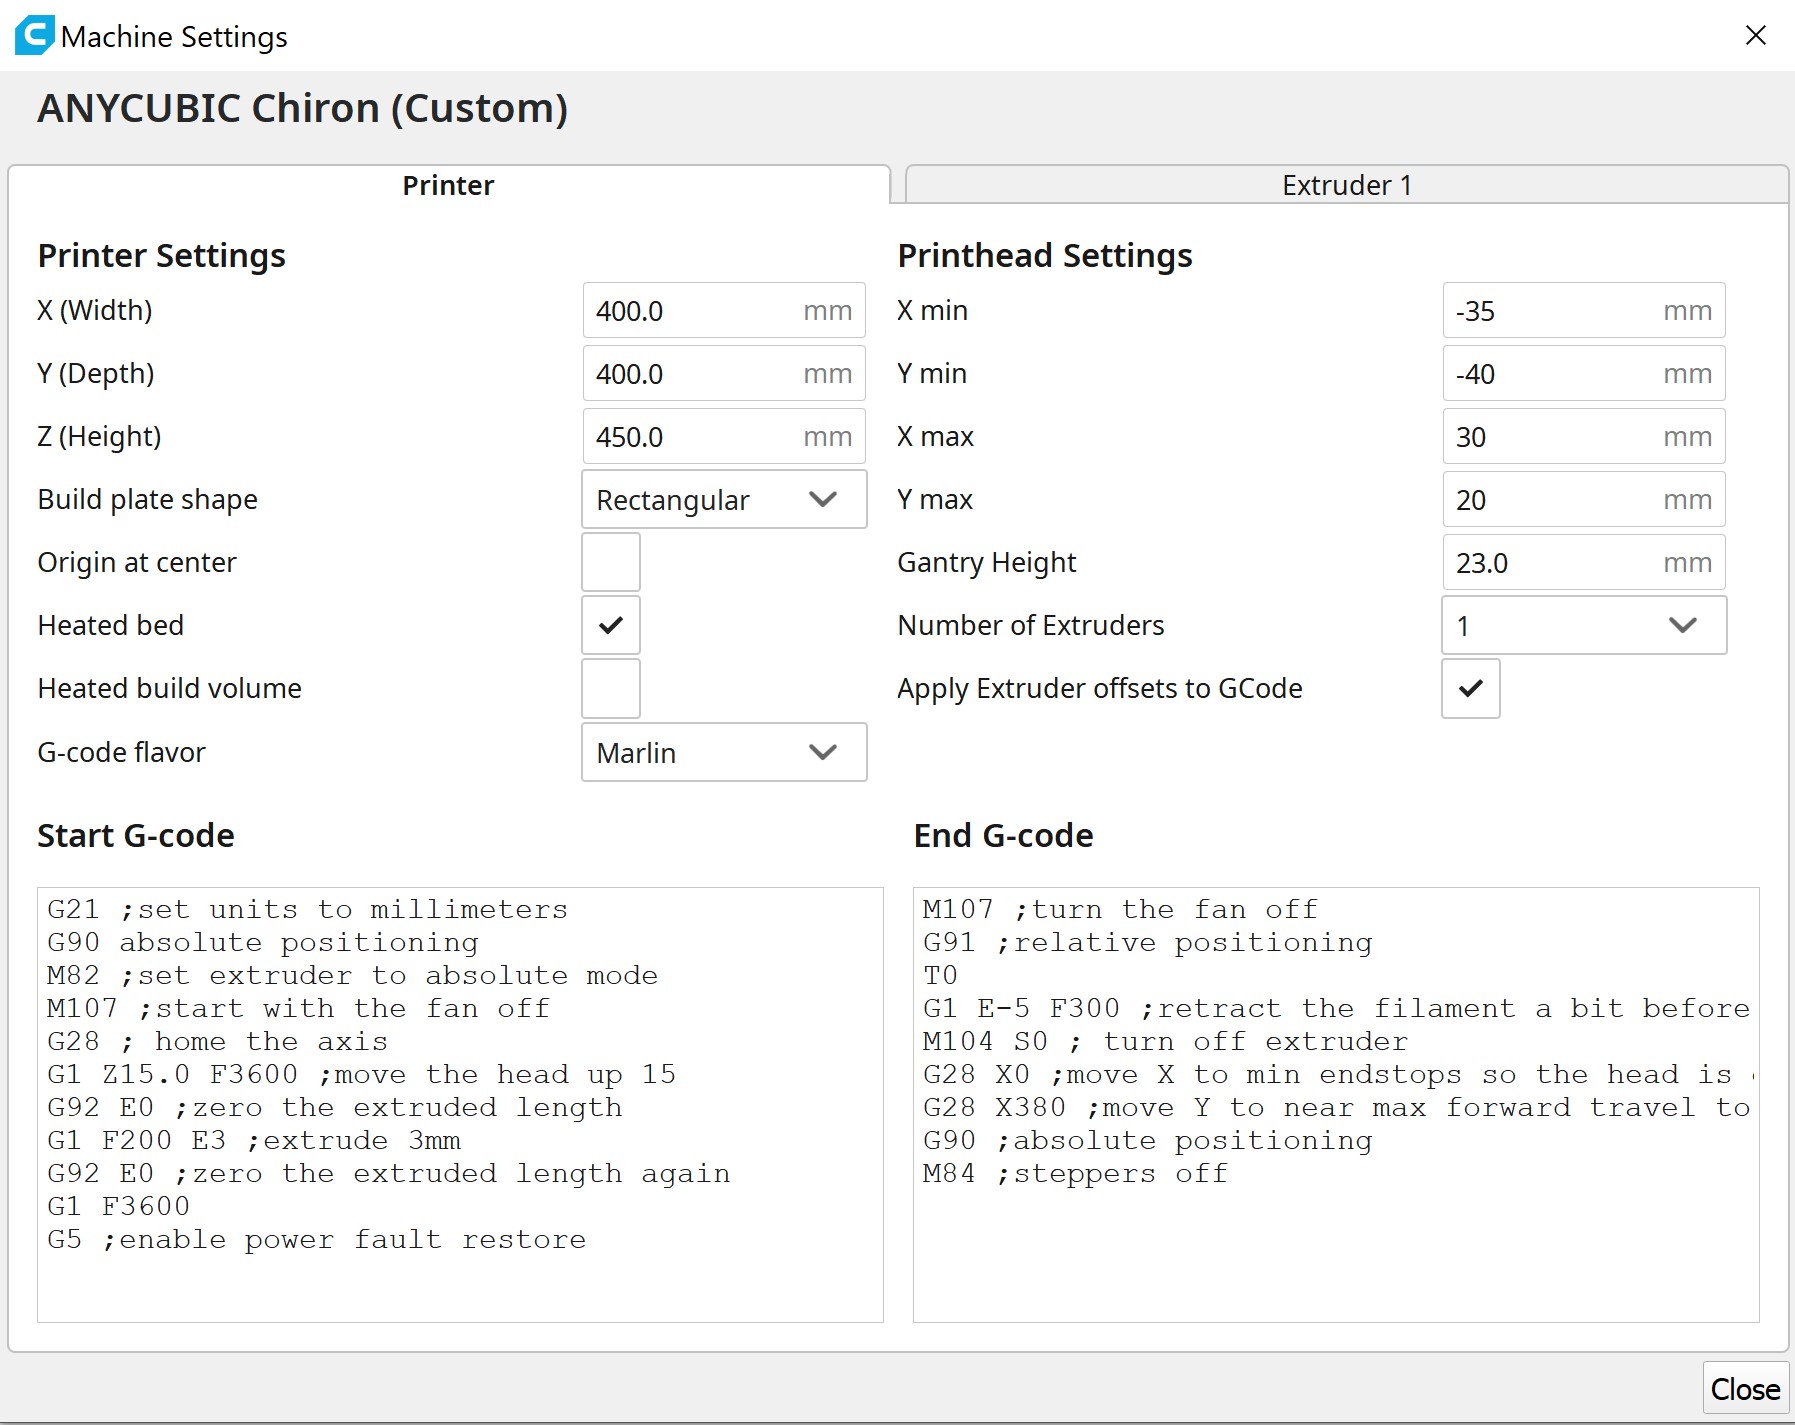 Machine Settings
ANYCUBIC Chiron (Custom)
Printer
Extruder 1
Printer Settings
X (Width)
400.0 mm
Y (Depth)
400.0 mm
Z (Height)
450.0 mm
Build plate shape
Rectangular
Origin at center
Heated bed
Heated build volume
G-code flavor
Marlin
Printhead Settings
X min
-35 mm
Y min
-40 mm
X max
30 mm
Y max
20 mm
Gantry Height
23.0 mm
Number of Extruders
1
Apply Extruder offsets to GCode
Start G-code
G21 ;set units to millimeters
G90 absolute positioning
M82 ;set extruder to absolute mode
M107 ;start with the fan off
G28 ; home the axis
G1 Z15.0 F3600 ;move the head up 15
G92 E0 ;zero the extruded length
G1 F200 E3 ;extrude 3mm
G92 E0 ;zero the extruded length again
G1 F3600
G5 ;enable power fault restore
End G-code
M107 ;turn the fan off
G91 ;relative positioning
T0
G1 E-5 F300 ;retract the filament a bit before
M104 S0 ; turn off extruder
G28 X0 ;move X to min endstops so the head is
G28 X380 ;move Y to near max forward travel to
G90 ;absolute positioning
M84 ;steppers off
Close